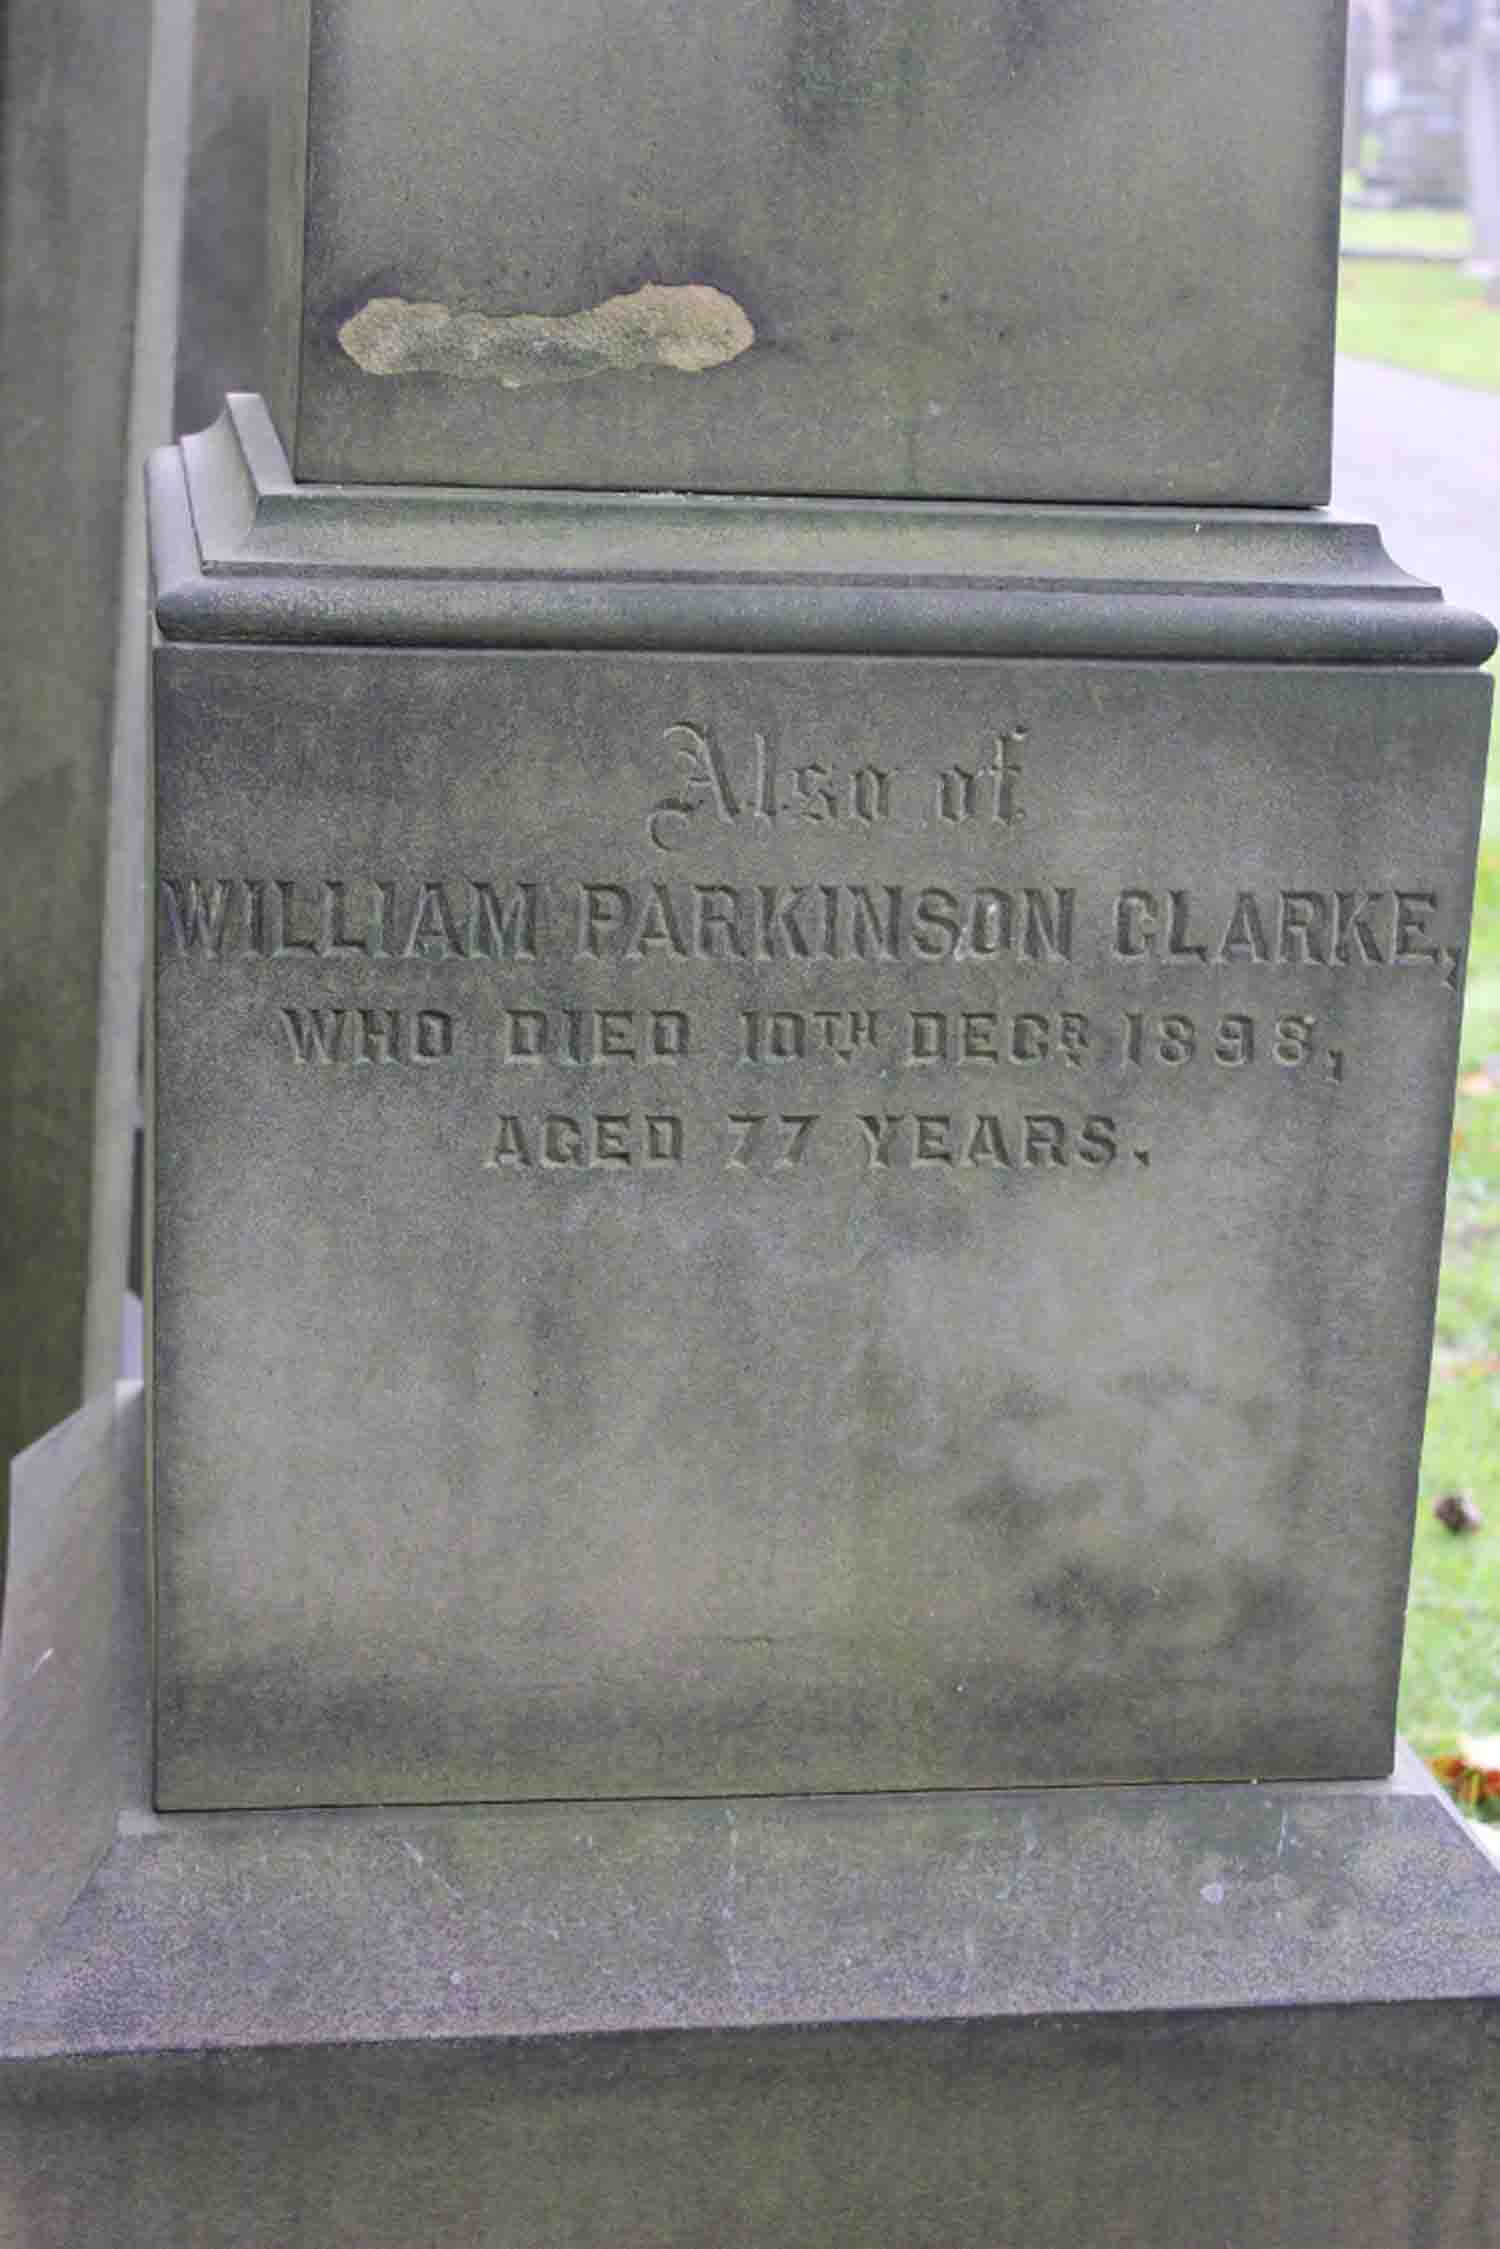 Also of
WILLIAM PARKINSON CLARKE,
WHO DIED 10TH DECR. 1898,
AGED 77 YEARS.